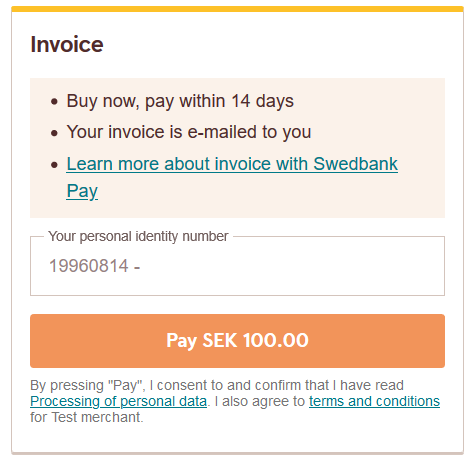 Invoice
• Buy now, pay within 14 days
• Your invoice is e-mailed to you
• Learn more about invoice with Swedbank
Pay
Your personal identity number
19960814 -
Pay SEK 100.00
By pressing "Pay", I consent to and confirm that I have read
Processing of personal data. I also agree to terms and conditions
for Test merchant.